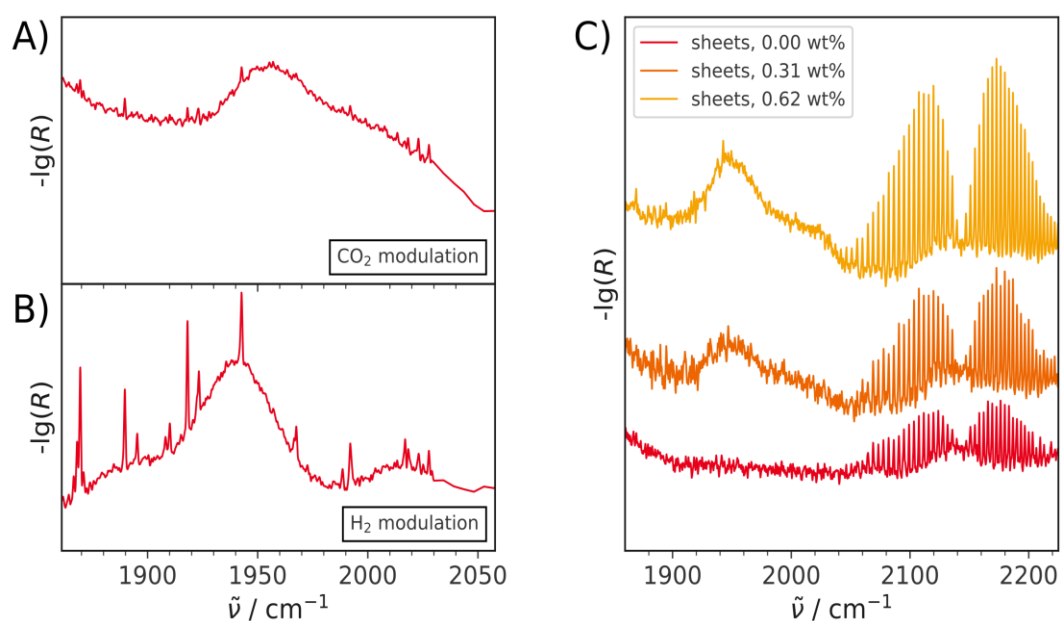 A)
-lg(R)
CO₂ modulation
B)
-lg(R)
H₂ modulation
1900 1950 2000 2050
ν̃ / cm⁻¹
C)
sheets, 0.00 wt%
sheets, 0.31 wt%
sheets, 0.62 wt%
-lg(R)
1900 2000 2100 2200
ν̃ / cm⁻¹